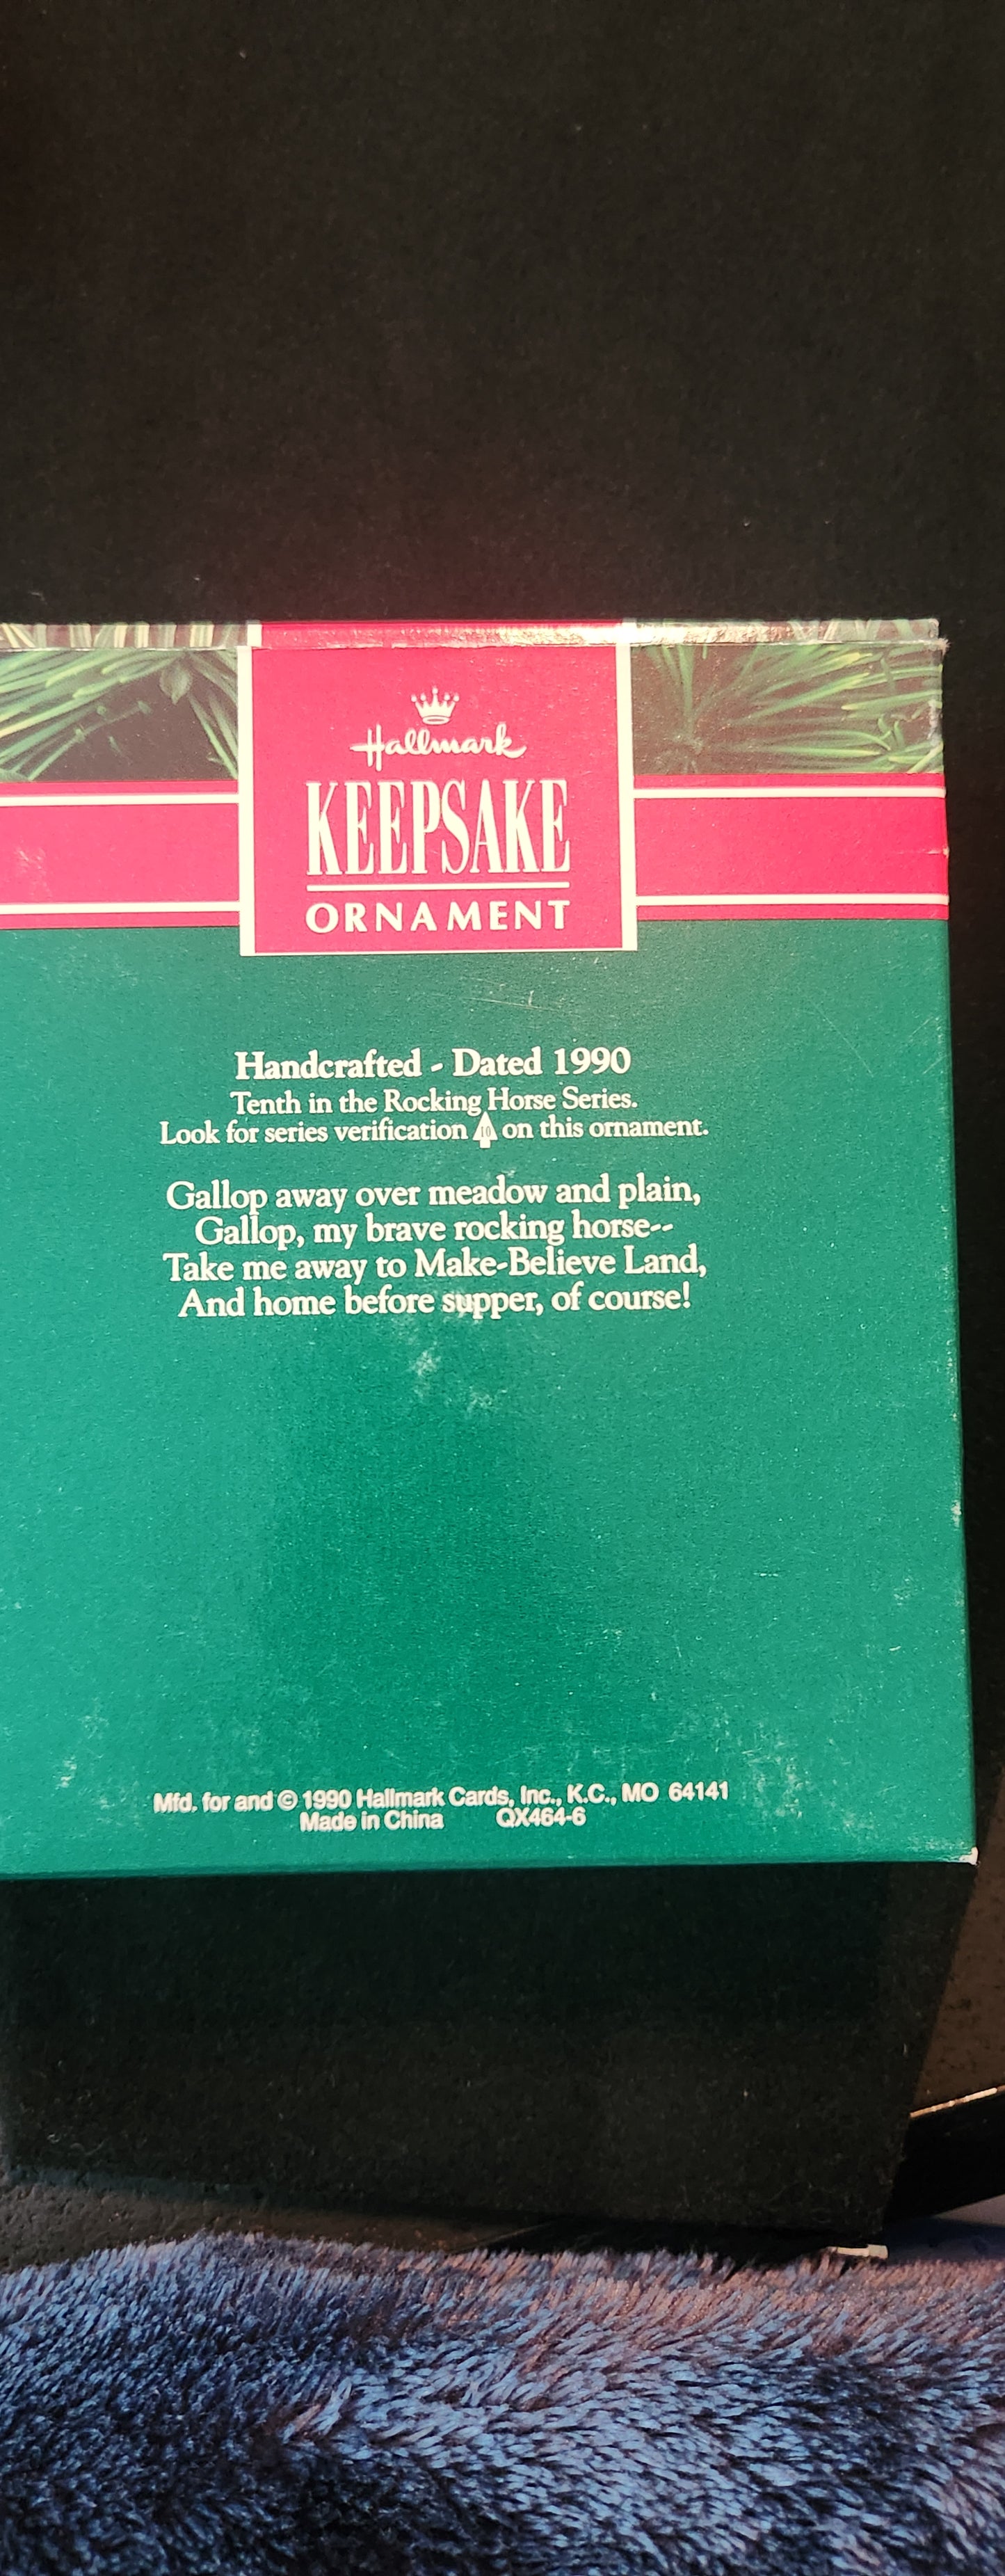 Hallmark
KEEPSAKE
ORNAMENT
Handcrafted - Dated 1990
Tenth in the Rocking Horse Series.
Look for series verification 10 on this ornament.
Gallop away over meadow and plain,
Gallop, my brave rocking horse--
Take me away to Make-Believe Land,
And home before supper, of course!
Mfd. for and © 1990 Hallmark Cards, Inc., K.C., MO 64141
Made in China QX464-6